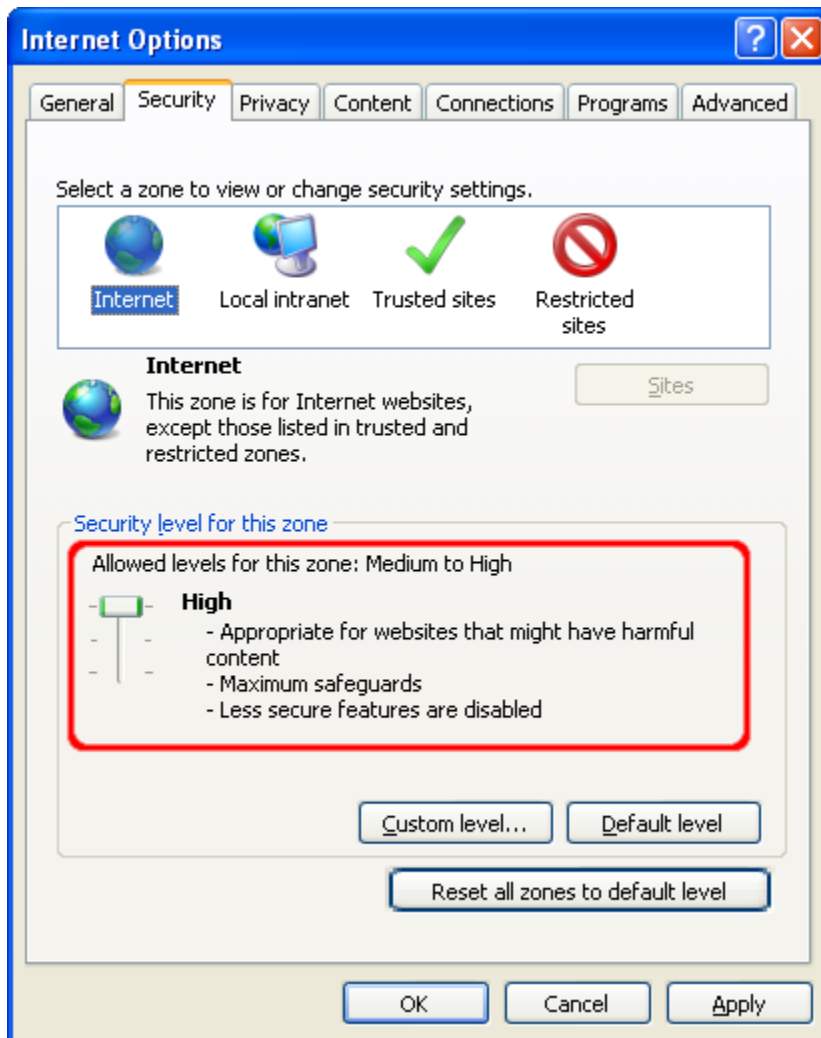 Internet Options
General Security Privacy Content Connections Programs Advanced
Select a zone to view or change security settings.
Internet Local intranet Trusted sites Restricted
sites
Internet
Sites
This zone is for Internet websites,
except those listed in trusted and
restricted zones.
Security level for this zone
Allowed levels for this zone: Medium to High
High
- Appropriate for websites that might have harmful
content
- Maximum safeguards
- Less secure features are disabled
Custom level... Default level
Reset all zones to default level
OK Cancel Apply